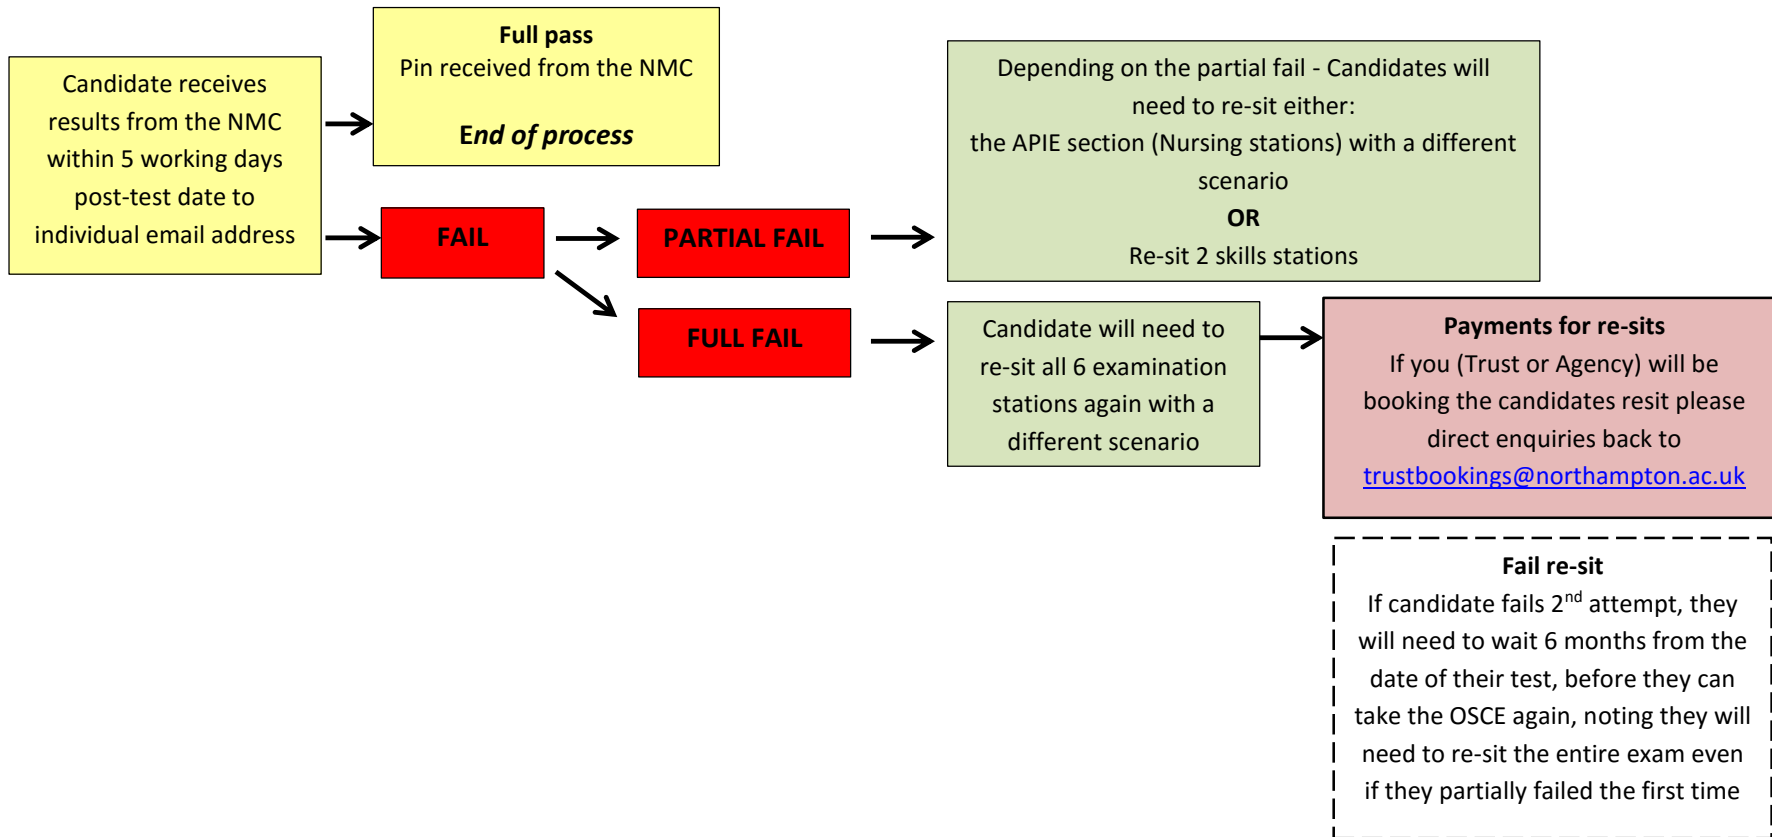 Candidate receives
results from the NMC
within 5 working days
post-test date to
individual email address
Full pass
Pin received from the NMC
End of process
FAIL
PARTIAL FAIL
Depending on the partial fail - Candidates will
need to re-sit either:
the APIE section (Nursing stations) with a different
scenario
OR
Re-sit 2 skills stations
FULL FAIL
Candidate will need to
re-sit all 6 examination
stations again with a
different scenario
Payments for re-sits
If you (Trust or Agency) will be
booking the candidates resit please
direct enquiries back to
trustbookings@northampton.ac.uk
Fail re-sit
If candidate fails 2nd attempt, they
will need to wait 6 months from the
date of their test, before they can
take the OSCE again, noting they will
need to re-sit the entire exam even
if they partially failed the first time